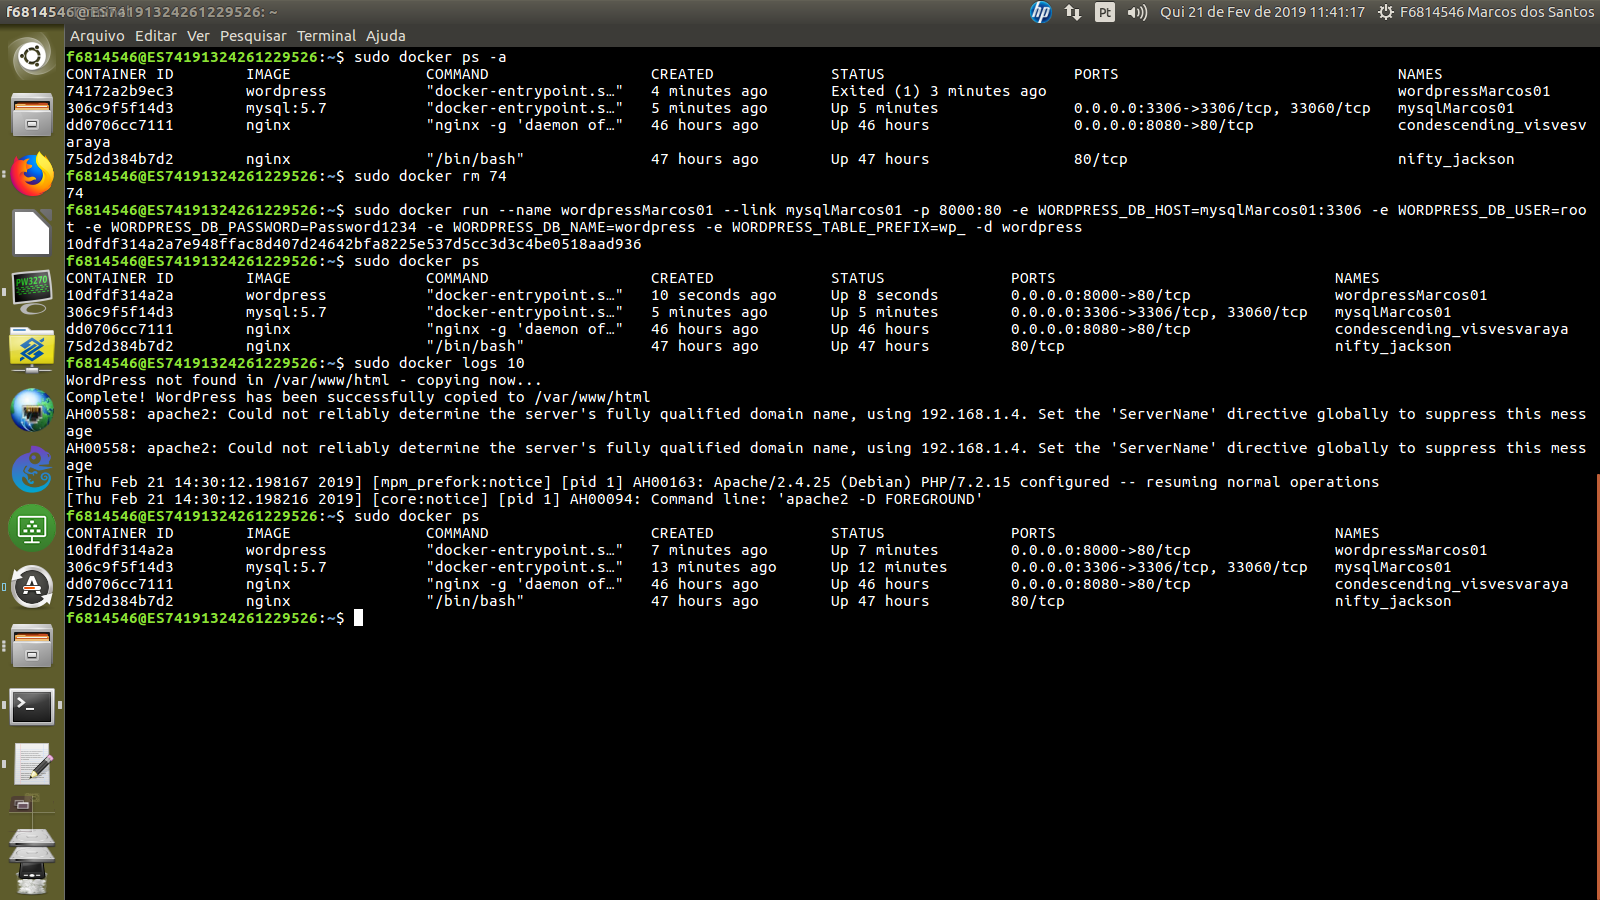 f6814546@ES74191324261229526: ~
Pt
Qui 21 de Fev de 2019 11:41:17
F6814546 Marcos dos Santos
Arquivo Editar Ver Pesquisar Terminal Ajuda
f6814546@ES74191324261229526:~$ sudo docker ps -a
CONTAINER ID IMAGE COMMAND CREATED STATUS PORTS NAMES
74172a2b9ec3 wordpress "docker-entrypoint.s…" 4 minutes ago Exited (1) 3 minutes ago wordpressMarcos01
306c9f5f14d3 mysql:5.7 "docker-entrypoint.s…" 5 minutes ago Up 5 minutes 0.0.0.0:3306->3306/tcp, 33060/tcp mysqlMarcos01
dd0706cc7111 nginx "nginx -g 'daemon of…" 46 hours ago Up 46 hours 0.0.0.0:8080->80/tcp condescending_visvesv
araya
75d2d384b7d2 nginx "/bin/bash" 47 hours ago Up 47 hours 80/tcp nifty_jackson
f6814546@ES74191324261229526:~$ sudo docker rm 74
74
f6814546@ES74191324261229526:~$ sudo docker run --name wordpressMarcos01 --link mysqlMarcos01 -p 8000:80 -e WORDPRESS_DB_HOST=mysqlMarcos01:3306 -e WORDPRESS_DB_USER=roo
t -e WORDPRESS_DB_PASSWORD=Password1234 -e WORDPRESS_DB_NAME=wordpress -e WORDPRESS_TABLE_PREFIX=wp_ -d wordpress
10dfdf314a2a7e948ffac8d407d24642bfa8225e537d5cc3d3c4be0518aad936
f6814546@ES74191324261229526:~$ sudo docker ps
CONTAINER ID IMAGE COMMAND CREATED STATUS PORTS NAMES
10dfdf314a2a wordpress "docker-entrypoint.s…" 10 seconds ago Up 8 seconds 0.0.0.0:8000->80/tcp wordpressMarcos01
306c9f5f14d3 mysql:5.7 "docker-entrypoint.s…" 5 minutes ago Up 5 minutes 0.0.0.0:3306->3306/tcp, 33060/tcp mysqlMarcos01
dd0706cc7111 nginx "nginx -g 'daemon of…" 46 hours ago Up 46 hours 0.0.0.0:8080->80/tcp condescending_visvesvaraya
75d2d384b7d2 nginx "/bin/bash" 47 hours ago Up 47 hours 80/tcp nifty_jackson
f6814546@ES74191324261229526:~$ sudo docker logs 10
WordPress not found in /var/www/html - copying now...
Complete! WordPress has been successfully copied to /var/www/html
AH00558: apache2: Could not reliably determine the server's fully qualified domain name, using 192.168.1.4. Set the 'ServerName' directive globally to suppress this mess
age
AH00558: apache2: Could not reliably determine the server's fully qualified domain name, using 192.168.1.4. Set the 'ServerName' directive globally to suppress this mess
age
[Thu Feb 21 14:30:12.198167 2019] [mpm_prefork:notice] [pid 1] AH00163: Apache/2.4.25 (Debian) PHP/7.2.15 configured -- resuming normal operations
[Thu Feb 21 14:30:12.198216 2019] [core:notice] [pid 1] AH00094: Command line: 'apache2 -D FOREGROUND'
f6814546@ES74191324261229526:~$ sudo docker ps
CONTAINER ID IMAGE COMMAND CREATED STATUS PORTS NAMES
10dfdf314a2a wordpress "docker-entrypoint.s…" 7 minutes ago Up 7 minutes 0.0.0.0:8000->80/tcp wordpressMarcos01
306c9f5f14d3 mysql:5.7 "docker-entrypoint.s…" 13 minutes ago Up 12 minutes 0.0.0.0:3306->3306/tcp, 33060/tcp mysqlMarcos01
dd0706cc7111 nginx "nginx -g 'daemon of…" 46 hours ago Up 46 hours 0.0.0.0:8080->80/tcp condescending_visvesvaraya
75d2d384b7d2 nginx "/bin/bash" 47 hours ago Up 47 hours 80/tcp nifty_jackson
f6814546@ES74191324261229526:~$
hp
PW3270